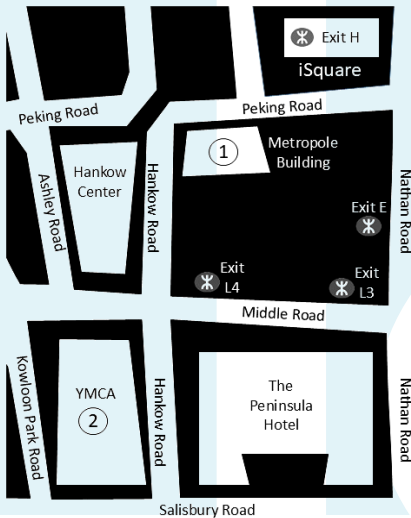 Exit H
iSquare
Peking Road
Peking Road
1
Metropole
Building
Hankow
Center
Hankow Road
Ashley Road
Nathan Road
Exit E
Exit
L4
Exit
L3
Middle Road
Kowloon Park Road
YMCA
2
Hankow Road
The
Peninsula
Hotel
Nathan Road
Salisbury Road